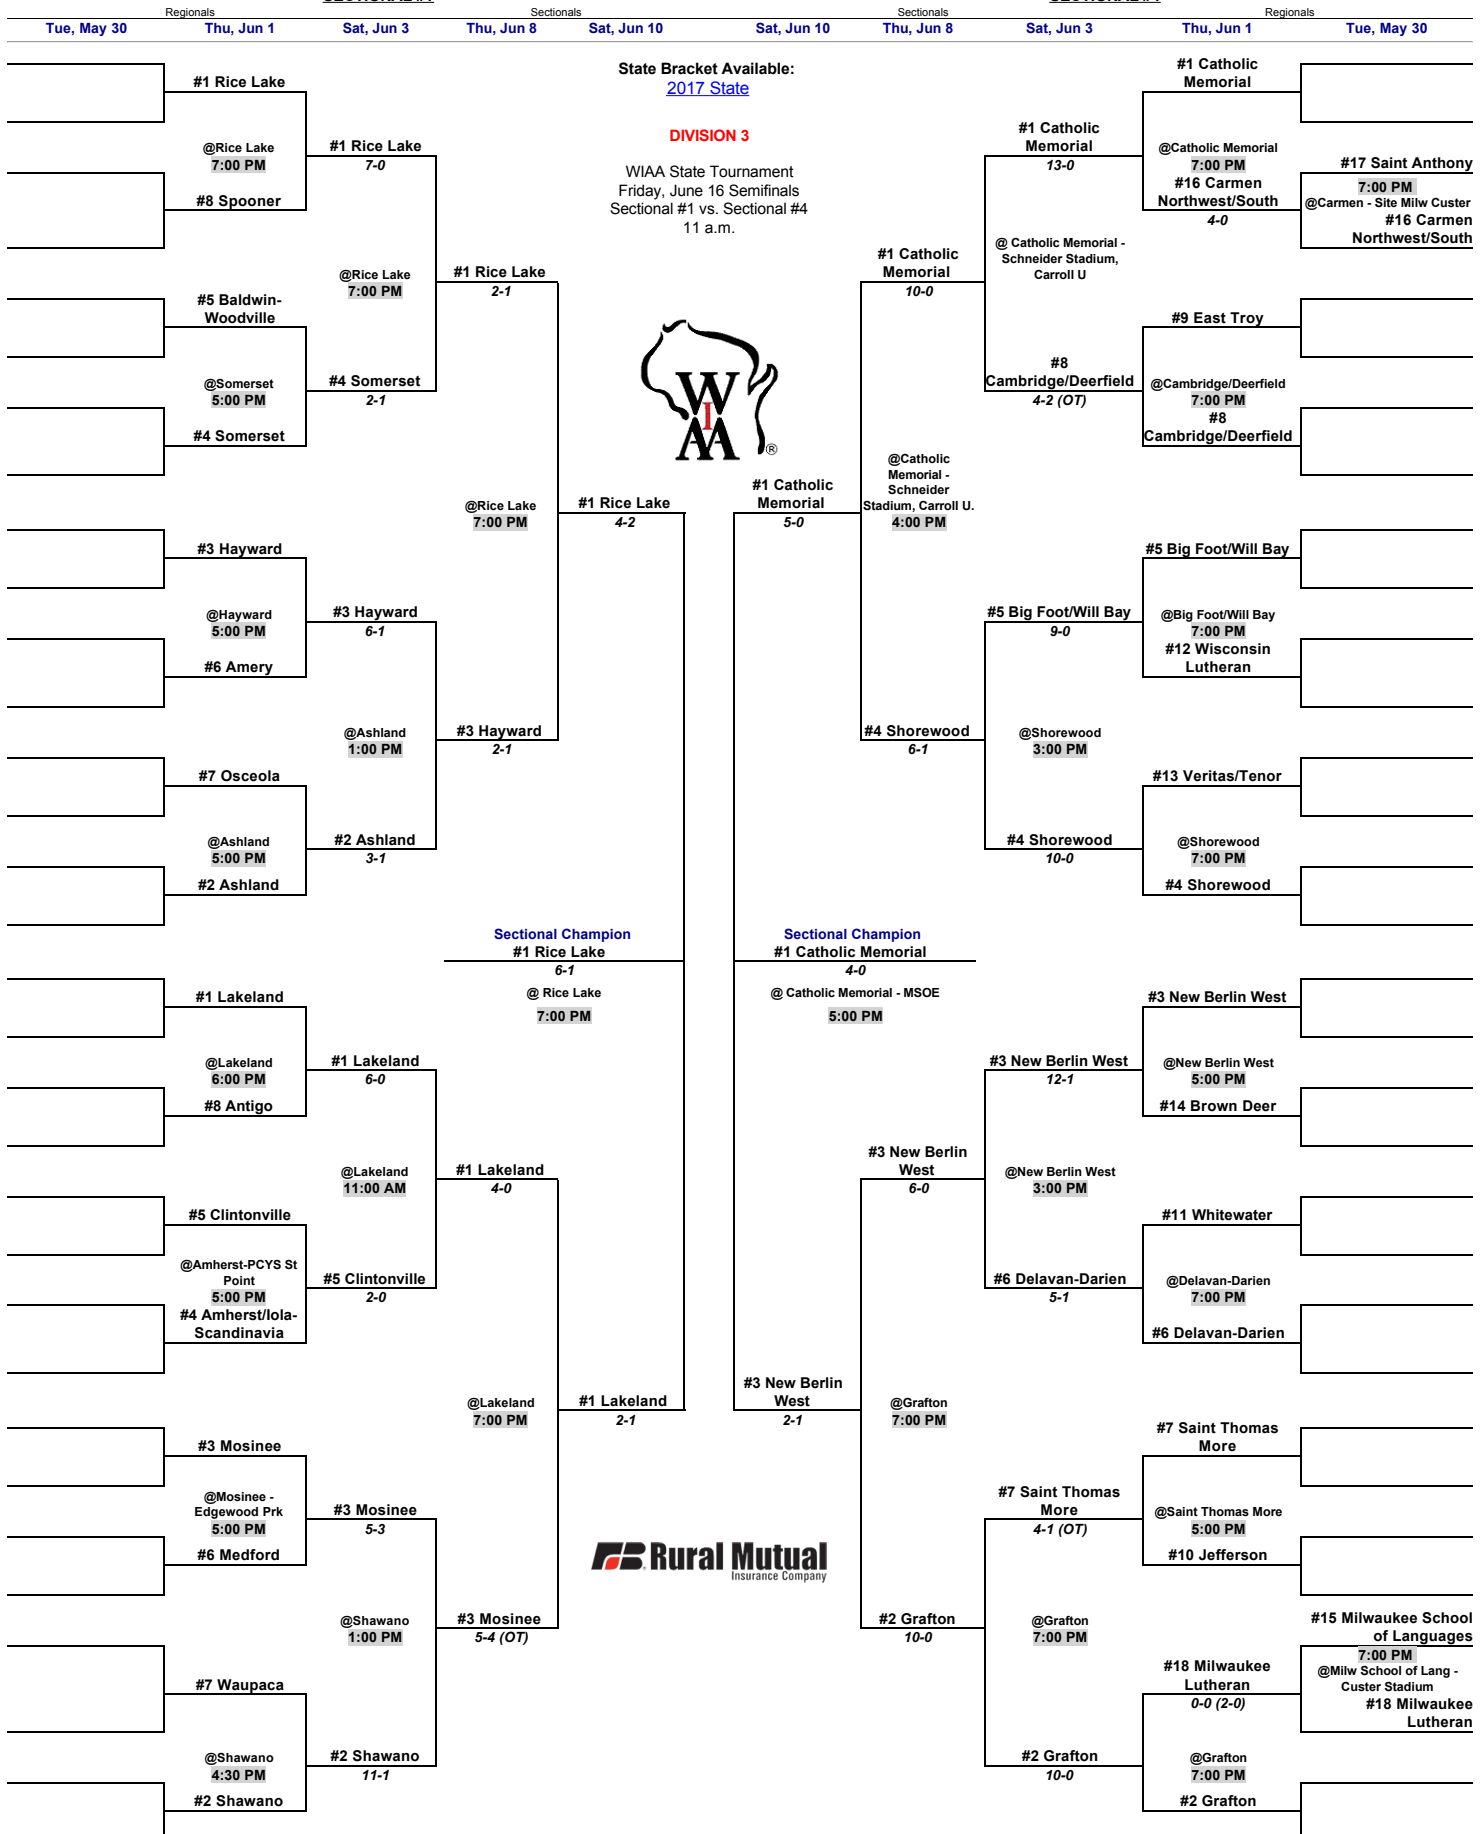 Regionals
Sectionals
Sectionals
Regionals
Tue, May 30
Thu, Jun 1
Sat, Jun 3
Thu, Jun 8
Sat, Jun 10
Sat, Jun 10
Thu, Jun 8
Sat, Jun 3
Thu, Jun 1
Tue, May 30
State Bracket Available:
2017 State
DIVISION 3
WIAA State Tournament
Friday, June 16 Semifinals
Sectional #1 vs. Sectional #4
11 a.m.
W
I
AA
®
#1 Rice Lake
@Rice Lake
7:00 PM
#8 Spooner
#1 Rice Lake
7-0
@Rice Lake
7:00 PM
#5 Baldwin-
Woodville
@Somerset
5:00 PM
#4 Somerset
#4 Somerset
2-1
#1 Rice Lake
2-1
@Rice Lake
7:00 PM
#1 Rice Lake
4-2
#3 Hayward
@Hayward
5:00 PM
#6 Amery
#3 Hayward
6-1
@Ashland
1:00 PM
#3 Hayward
2-1
#7 Osceola
@Ashland
5:00 PM
#2 Ashland
#2 Ashland
3-1
Sectional Champion
#1 Rice Lake
6-1
@ Rice Lake
7:00 PM
#1 Lakeland
@Lakeland
6:00 PM
#8 Antigo
#1 Lakeland
6-0
@Lakeland
11:00 AM
#1 Lakeland
4-0
#5 Clintonville
@Amherst-PCYS St
Point
5:00 PM
#4 Amherst/Iola-
Scandinavia
#5 Clintonville
2-0
@Lakeland
7:00 PM
#1 Lakeland
2-1
#3 Mosinee
@Mosinee -
Edgewood Prk
5:00 PM
#6 Medford
#3 Mosinee
5-3
@Shawano
1:00 PM
#3 Mosinee
5-4 (OT)
#7 Waupaca
@Shawano
4:30 PM
#2 Shawano
#2 Shawano
11-1
#1 Catholic
Memorial
@Catholic Memorial
7:00 PM
#16 Carmen
Northwest/South
4-0
#17 Saint Anthony
7:00 PM
@Carmen - Site Milw Custer
#16 Carmen
Northwest/South
#1 Catholic
Memorial
13-0
@ Catholic Memorial -
Schneider Stadium,
Carroll U
#1 Catholic
Memorial
10-0
#9 East Troy
@Cambridge/Deerfield
7:00 PM
#8
Cambridge/Deerfield
#8
Cambridge/Deerfield
4-2 (OT)
@Catholic
Memorial -
Schneider
Stadium, Carroll U.
4:00 PM
#1 Catholic
Memorial
5-0
#5 Big Foot/Will Bay
@Big Foot/Will Bay
7:00 PM
#12 Wisconsin
Lutheran
#5 Big Foot/Will Bay
9-0
@Shorewood
3:00 PM
#4 Shorewood
6-1
#13 Veritas/Tenor
@Shorewood
7:00 PM
#4 Shorewood
#4 Shorewood
10-0
Sectional Champion
#1 Catholic Memorial
4-0
@ Catholic Memorial - MSOE
5:00 PM
#3 New Berlin West
@New Berlin West
5:00 PM
#14 Brown Deer
#3 New Berlin West
12-1
@New Berlin West
3:00 PM
#3 New Berlin
West
6-0
#11 Whitewater
@Delavan-Darien
7:00 PM
#6 Delavan-Darien
#6 Delavan-Darien
5-1
#3 New Berlin
West
2-1
@Grafton
7:00 PM
#7 Saint Thomas
More
@Saint Thomas More
5:00 PM
#10 Jefferson
#7 Saint Thomas
More
4-1 (OT)
@Grafton
7:00 PM
#2 Grafton
10-0
#15 Milwaukee School
of Languages
7:00 PM
@Milw School of Lang -
Custer Stadium
#18 Milwaukee
Lutheran
#18 Milwaukee
Lutheran
0-0 (2-0)
@Grafton
7:00 PM
#2 Grafton
#2 Grafton
10-0
Rural Mutual
Insurance Company